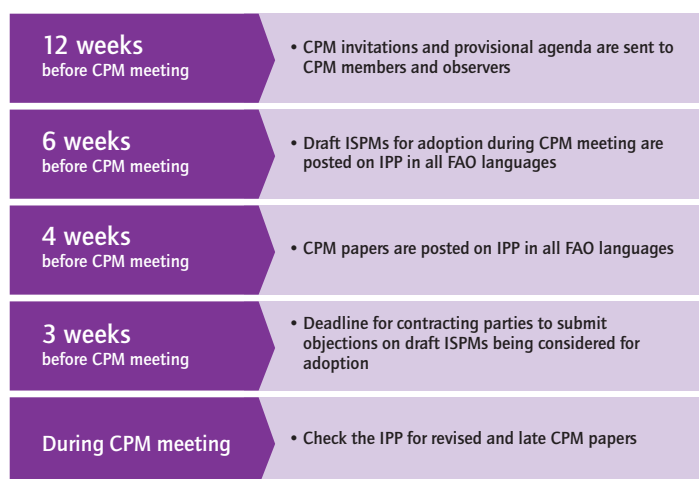 12 weeks
before CPM meeting
• CPM invitations and provisional agenda are sent to
CPM members and observers
6 weeks
before CPM meeting
• Draft ISPMs for adoption during CPM meeting are
posted on IPP in all FAO languages
4 weeks
before CPM meeting
• CPM papers are posted on IPP in all FAO languages
3 weeks
before CPM meeting
• Deadline for contracting parties to submit
objections on draft ISPMs being considered for
adoption
During CPM meeting
• Check the IPP for revised and late CPM papers